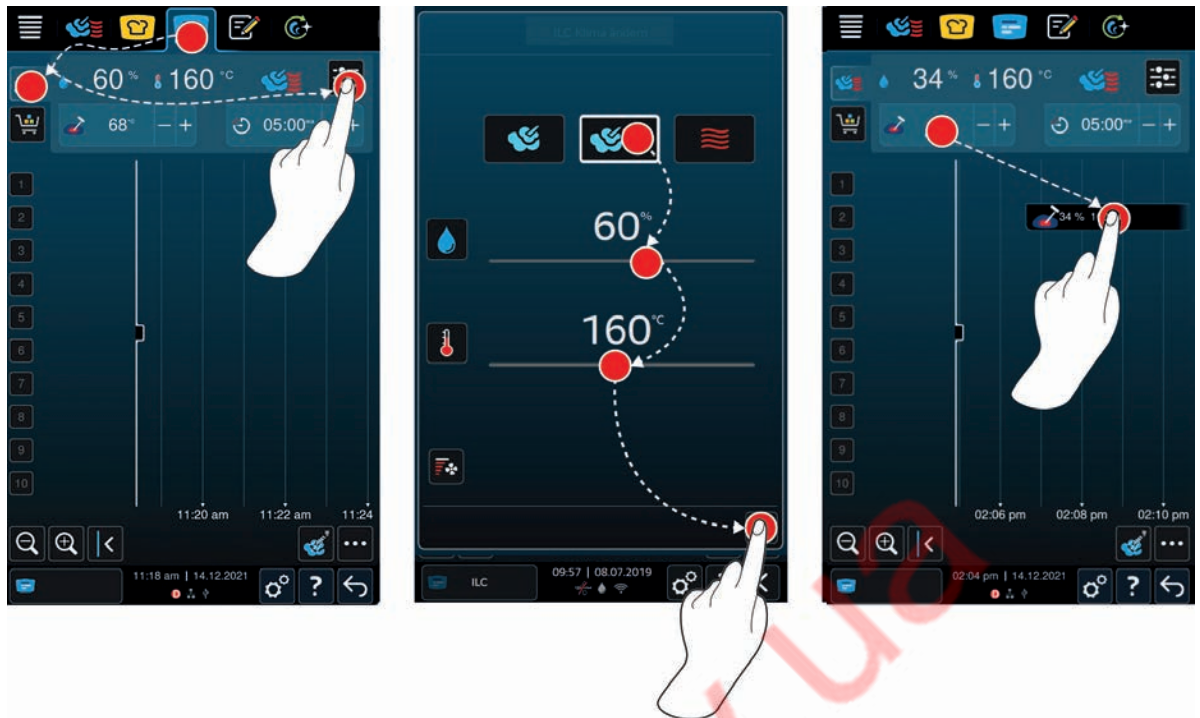 60 % 160 °C
68 °C - + 05:00 +
1
2
3
4
5
6
7
8
9
10
11:20 am 11:22 am 11:24
11:18 am | 14.12.2021
?
60 %
160 °C
ILC
09:57 | 08.07.2019
34 % 160 °C
- + 05:00 - +
1
2
34 % 1
3
4
5
6
7
8
9
10
02:06 pm 02:08 pm 02:10 pm
02:04 pm | 14.12.2021
?
ua